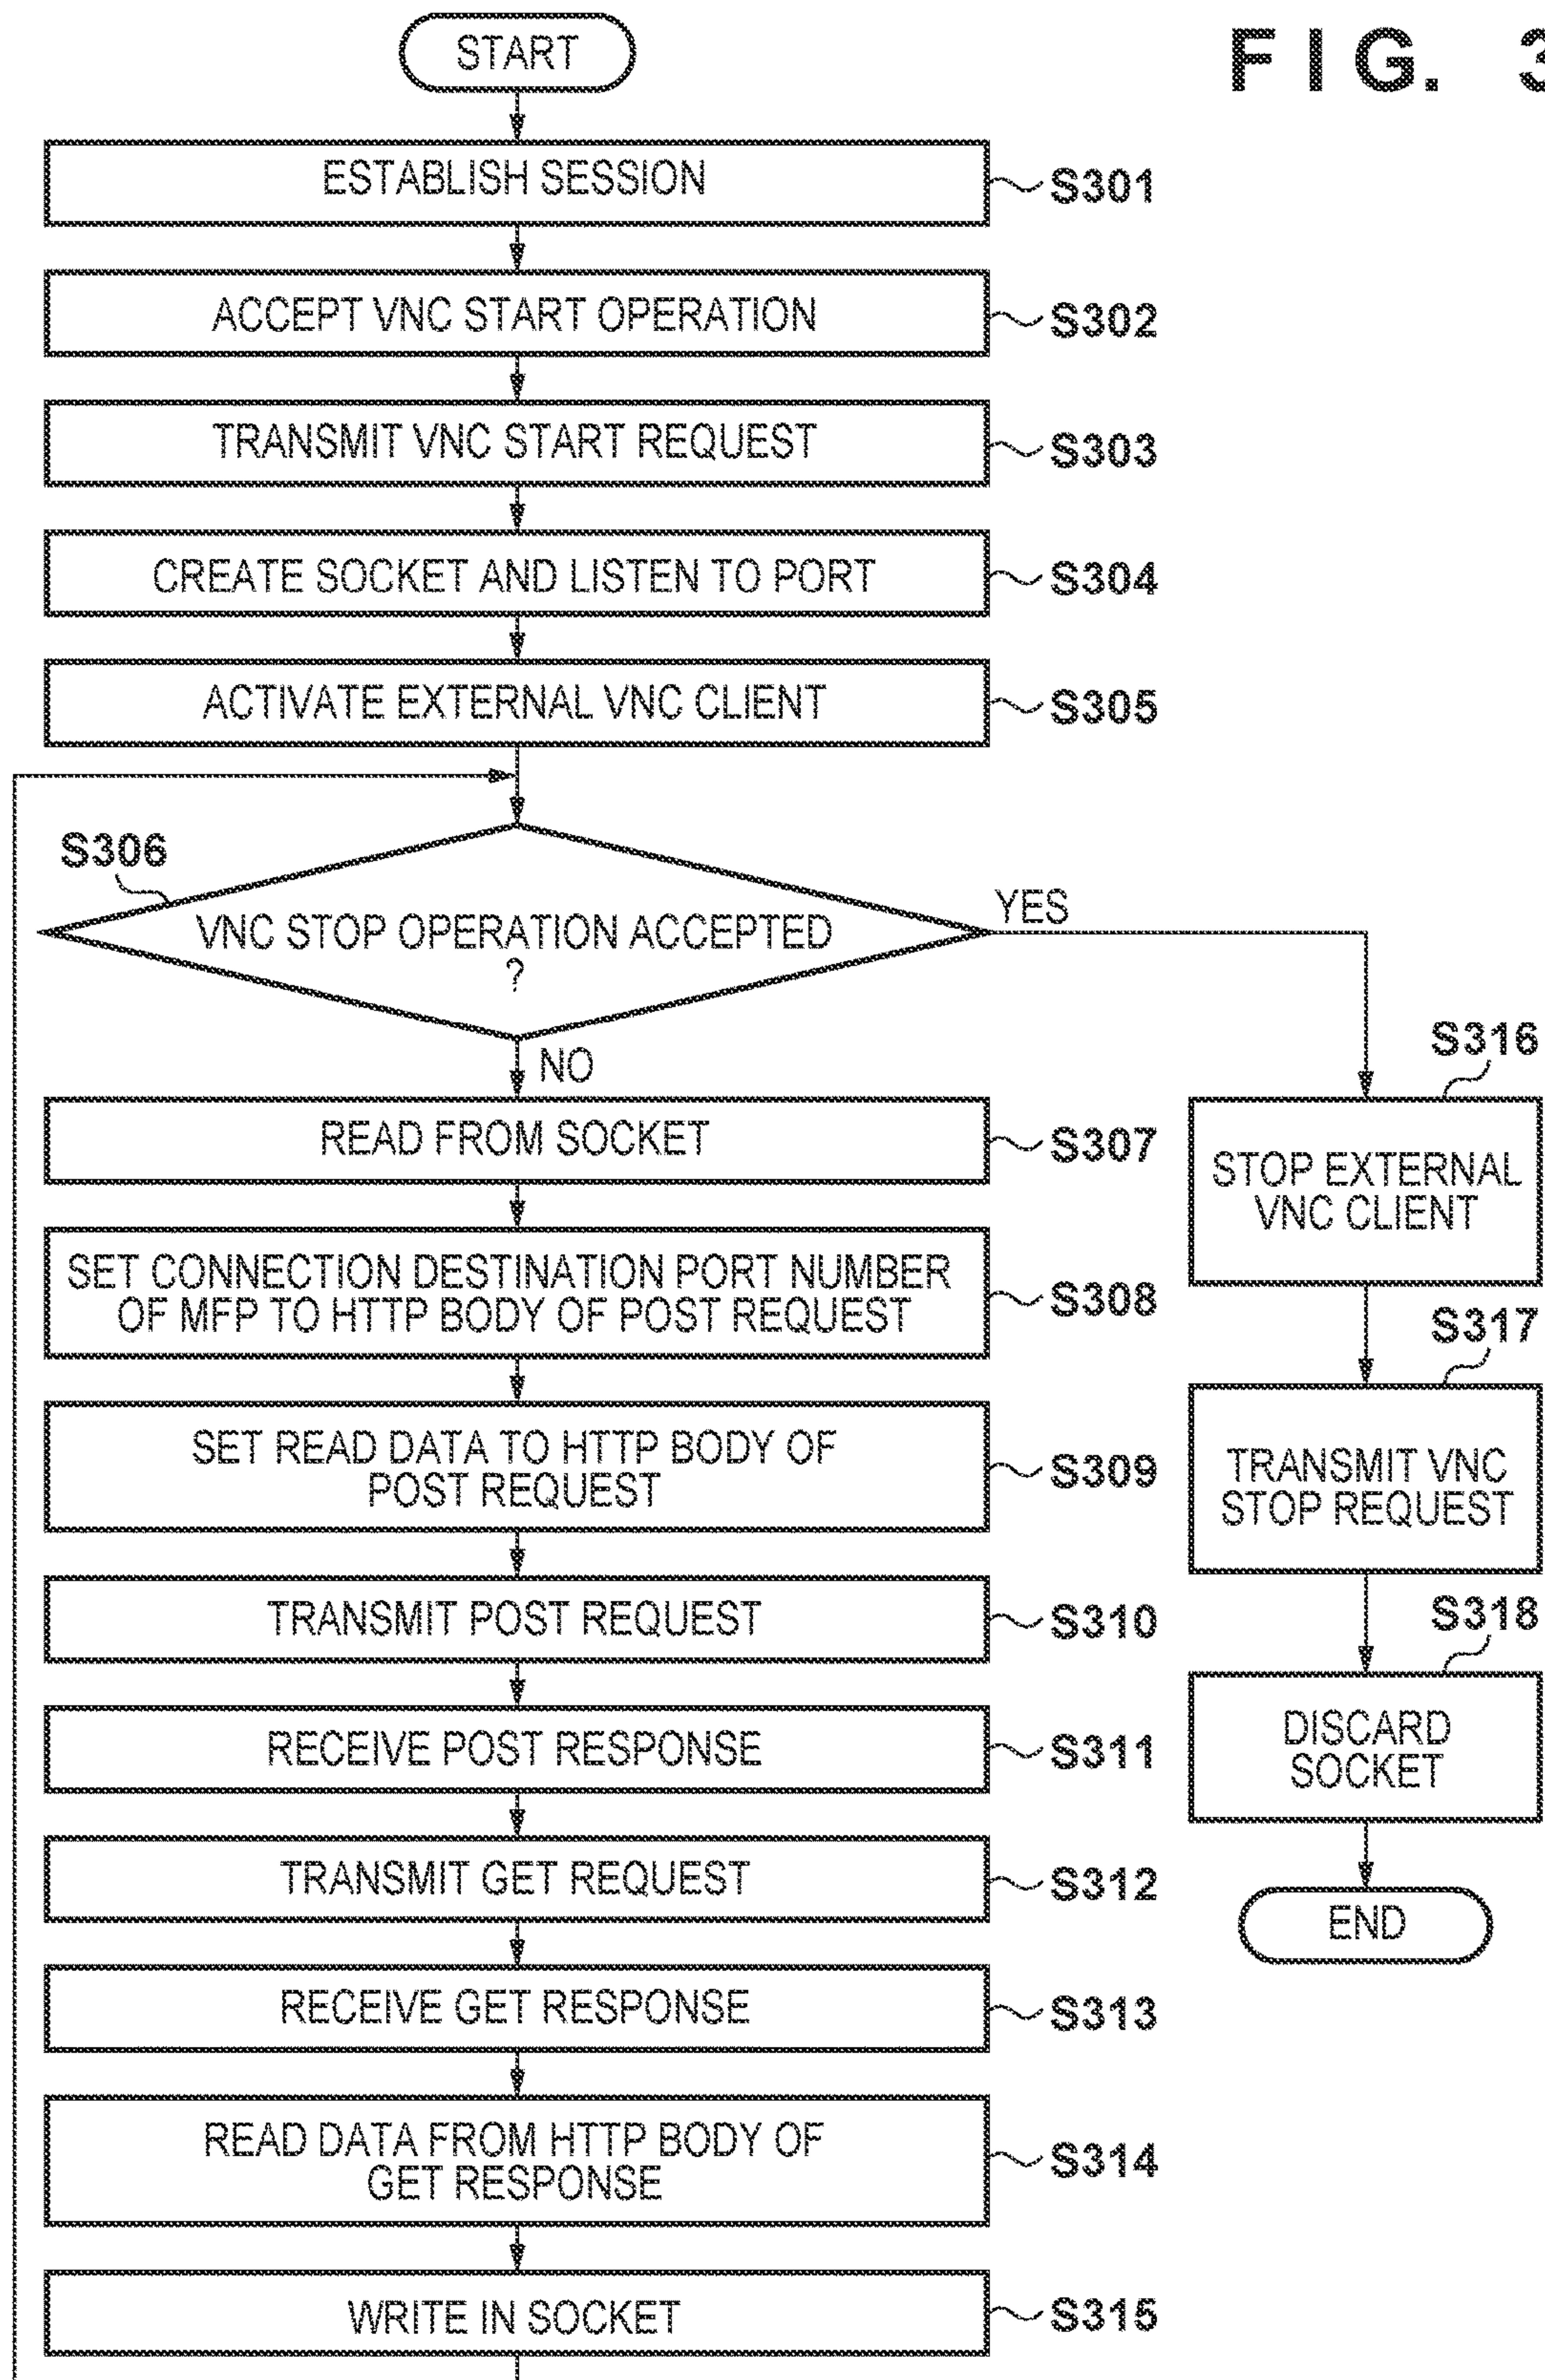 FIG. 3
START
ESTABLISH SESSION
S301
ACCEPT VNC START OPERATION
S302
TRANSMIT VNC START REQUEST
S303
CREATE SOCKET AND LISTEN TO PORT
S304
ACTIVATE EXTERNAL VNC CLIENT
S305
S306
VNC STOP OPERATION ACCEPTED
?
YES
NO
READ FROM SOCKET
S307
SET CONNECTION DESTINATION PORT NUMBER
OF MFP TO HTTP BODY OF POST REQUEST
S308
SET READ DATA TO HTTP BODY OF
POST REQUEST
S309
TRANSMIT POST REQUEST
S310
RECEIVE POST RESPONSE
S311
TRANSMIT GET REQUEST
S312
RECEIVE GET RESPONSE
S313
READ DATA FROM HTTP BODY OF
GET RESPONSE
S314
WRITE IN SOCKET
S315
S316
STOP EXTERNAL
VNC CLIENT
S317
TRANSMIT VNC
STOP REQUEST
S318
DISCARD
SOCKET
END